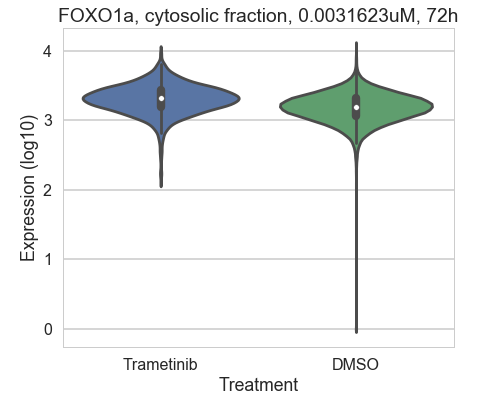 FOXO1a, cytosolic fraction, 0.0031623uM, 72h
Expression (log10)
4
3
2
1
0
Trametinib
DMSO
Treatment